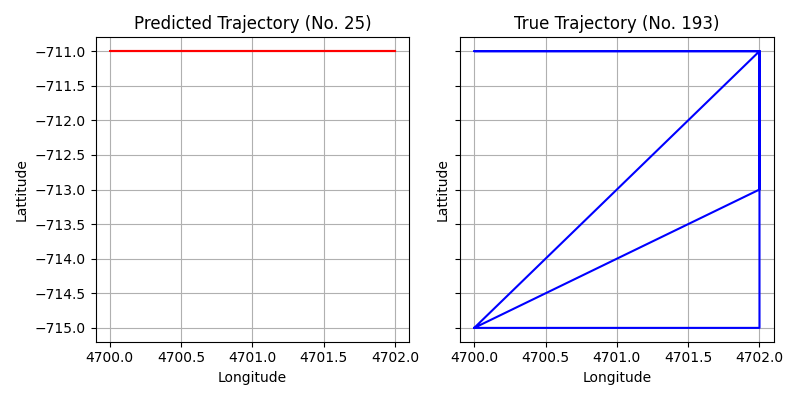 Predicted Trajectory (No. 25)
−711.0
−711.5
−712.0
−712.5
−713.0
−713.5
−714.0
−714.5
−715.0
Lattitude
4700.0 4700.5 4701.0 4701.5 4702.0
Longitude
True Trajectory (No. 193)
Lattitude
4700.0 4700.5 4701.0 4701.5 4702.0
Longitude